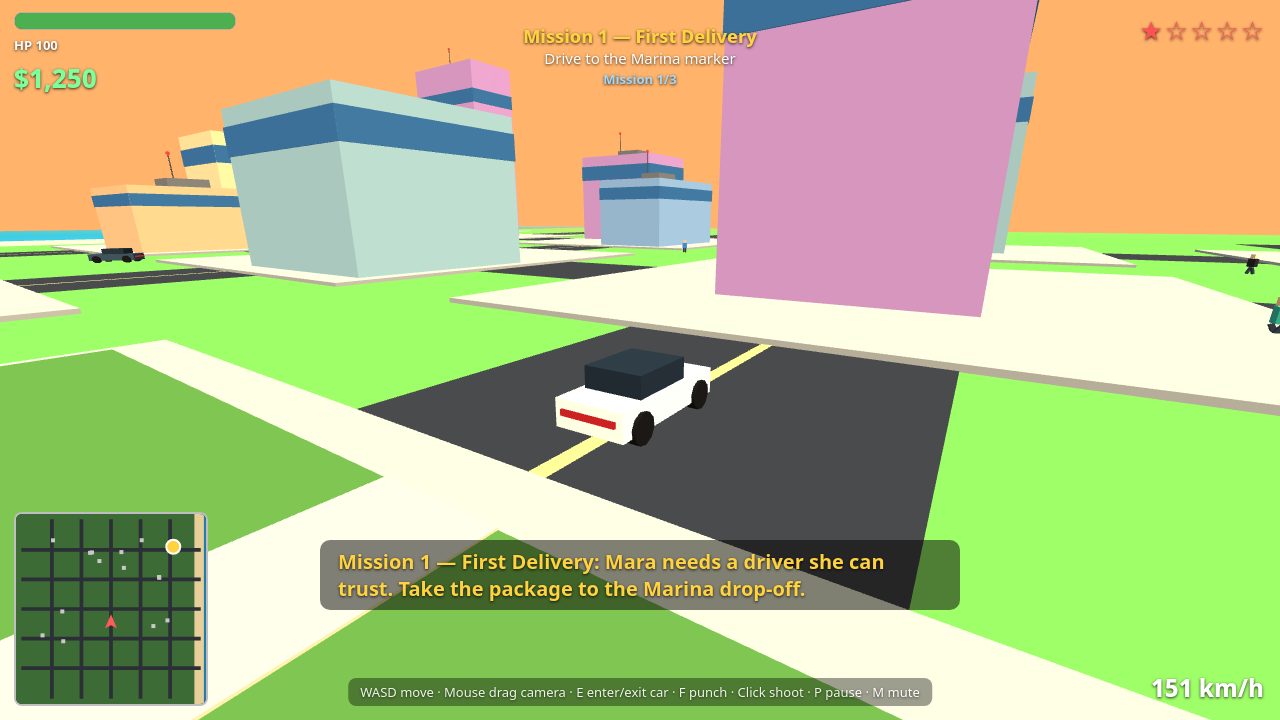 HP 100
$1,250
Mission 1 — First Delivery
Drive to the Marina marker
Mission 1/3
Mission 1 — First Delivery: Mara needs a driver she can
trust. Take the package to the Marina drop-off.
WASD move · Mouse drag camera · E enter/exit car · F punch · Click shoot · P pause · M mute
151 km/h